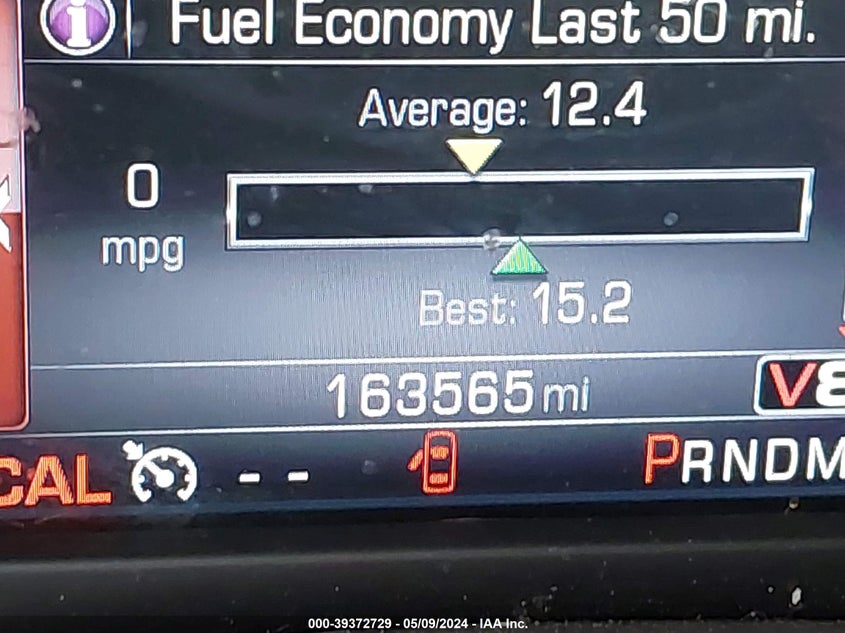 Fuel Economy Last 50 mi.
Average: 12.4
0
mpg
Best: 15.2
163565 mi
V8
CAL -- PRNDM
000-39372729 - 05/09/2024 - IAA Inc.